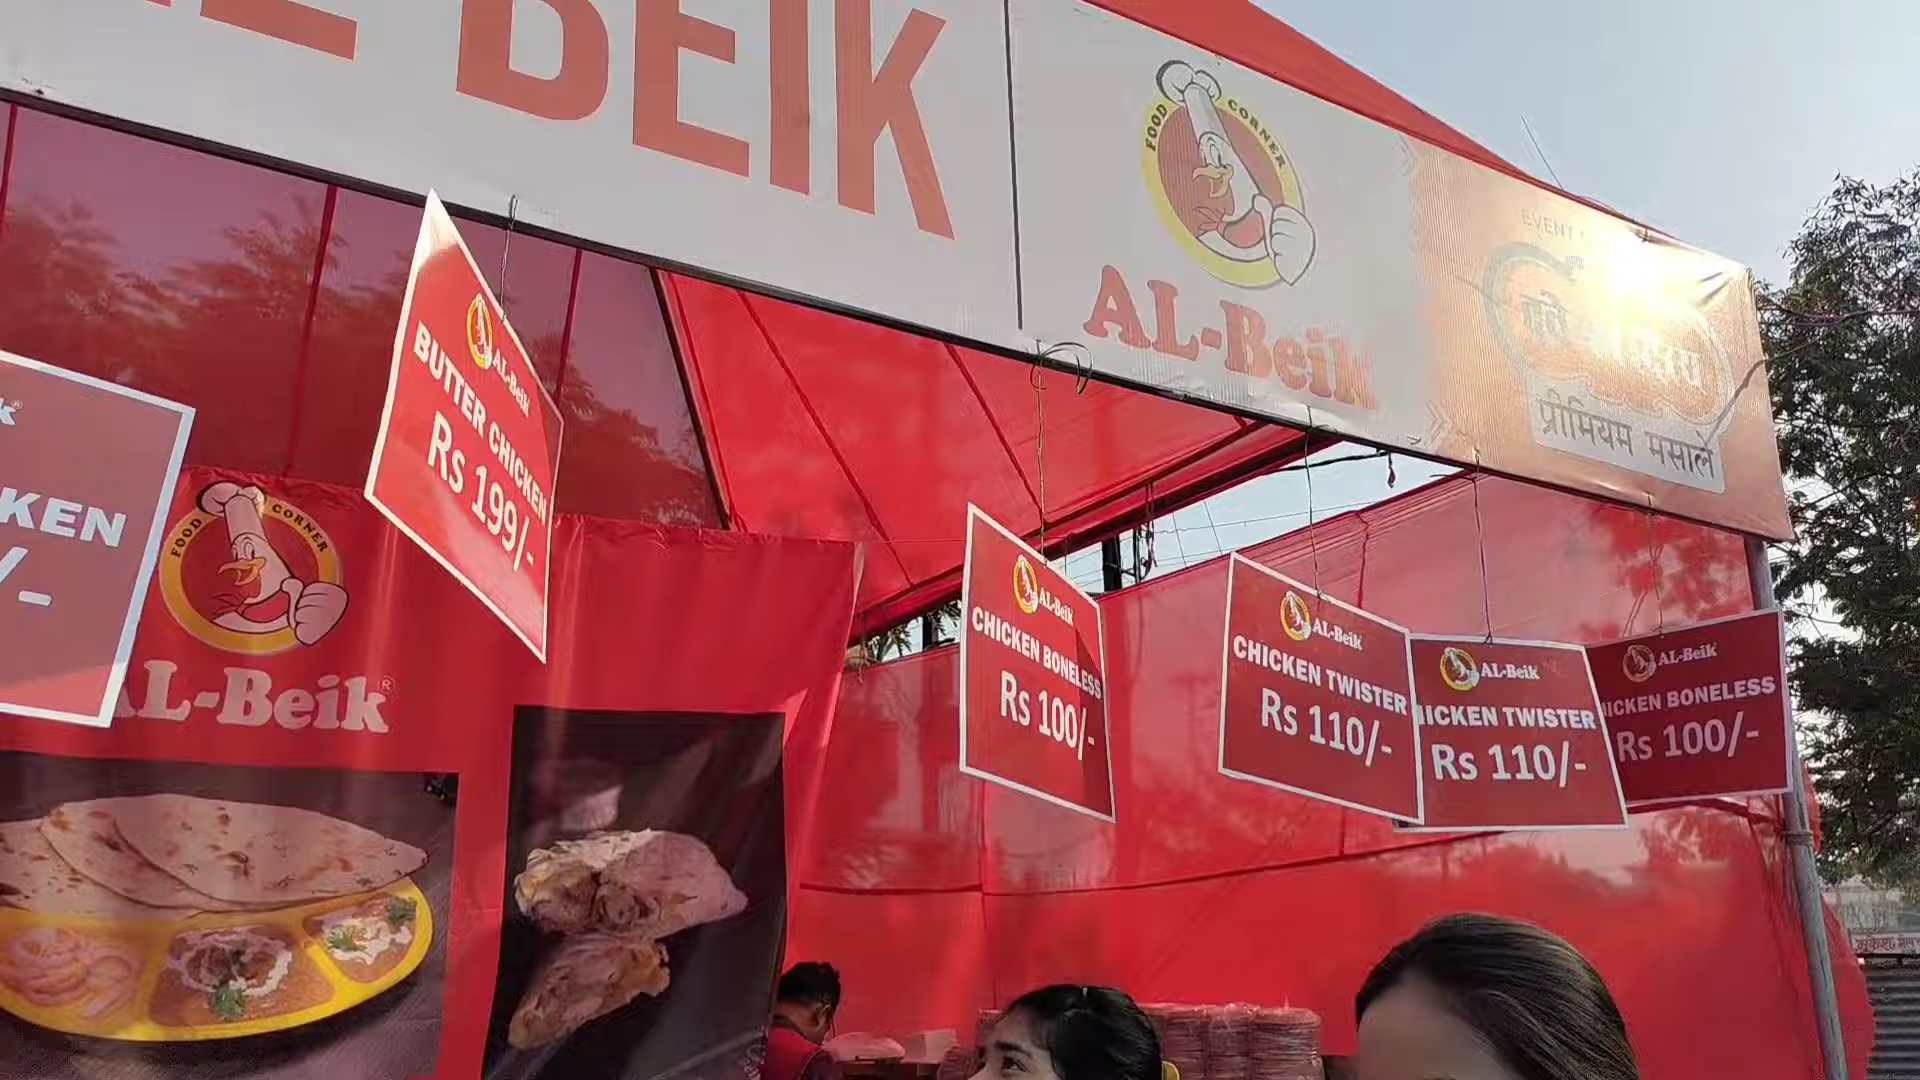 BEIK
FOOD CORNER
AL-Beik
EVENT
प्रीमियम मसाले
AL-Beik
BUTTER CHICKEN
Rs 199/-
KEN
/-
FOOD CORNER
AL-Beik®
AL-Beik
CHICKEN BONELESS
Rs 100/-
AL-Beik
CHICKEN TWISTER
Rs 110/-
AL-Beik
HICKEN TWISTER
Rs 110/-
AL-Beik
HICKEN BONELESS
Rs 100/-